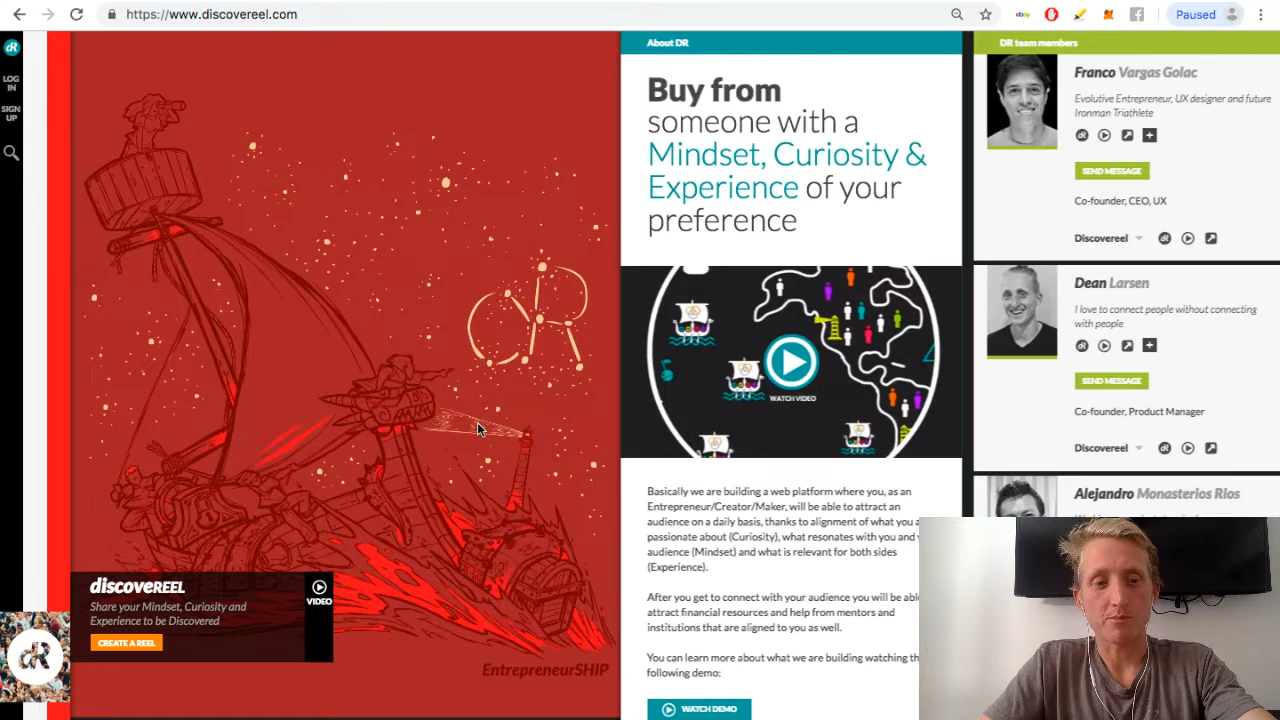 https://www.discovereel.com
ebay
Paused
dR
LOG
IN
SIGN
UP
dR
discoveREEL
Share your Mindset, Curiosity and
Experience to be Discovered
CREATE A REEL
VIDEO
EntrepreneurSHIP
dR
About DR
Buy from
someone with a
Mindset, Curiosity &
Experience of your
preference
WATCH VIDEO
Basically we are building a web platform where you, as an
Entrepreneur/Creator/Maker, will be able to attract an
audience on a daily basis, thanks to alignment of what you a
passionate about (Curiosity), what resonates with you and y
audience (Mindset) and what is relevant for both sides
(Experience).
After you get to connect with your audience you will be able
attract financial resources and help from mentors and
institutions that are aligned to you as well.
You can learn more about what we are building watching th
following demo:
WATCH DEMO
DR team members
Franco Vargas Golac
Evolutive Entrepreneur, UX designer and future
Ironman Triathlete
SEND MESSAGE
Co-founder, CEO, UX
Discovereel
Dean Larsen
I love to connect people without connecting
with people
SEND MESSAGE
Co-founder, Product Manager
Discovereel
Alejandro Monasterios Rios